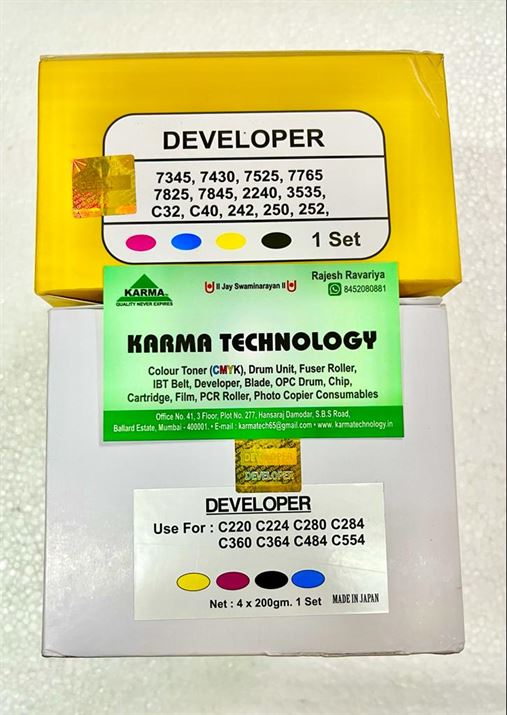 DEVELOPER
7345, 7430, 7525, 7765
7825, 7845, 2240, 3535,
C32, C40, 242, 250, 252,
1 Set
KARMA
QUALITY NEVER EXPIRES
II Jay Swaminarayan II
Rajesh Ravariya
8452080881
KARMA TECHNOLOGY
Colour Toner (CMYK), Drum Unit, Fuser Roller,
IBT Belt, Developer, Blade, OPC Drum, Chip,
Cartridge, Film, PCR Roller, Photo Copier Consumables
Office No. 41, 3 Floor, Plot No. 277, Hansaraj Damodar, S.B.S Road,
Ballard Estate, Mumbai - 400001. • E-mail : karmatech65@gmail.com • www. karmatechnology.in
DEVELOPER
DEVELOPER
DEVELOPER
Use For : C220 C224 C280 C284
C360 C364 C484 C554
Net : 4 x 200gm. 1 Set
MADE IN JAPAN